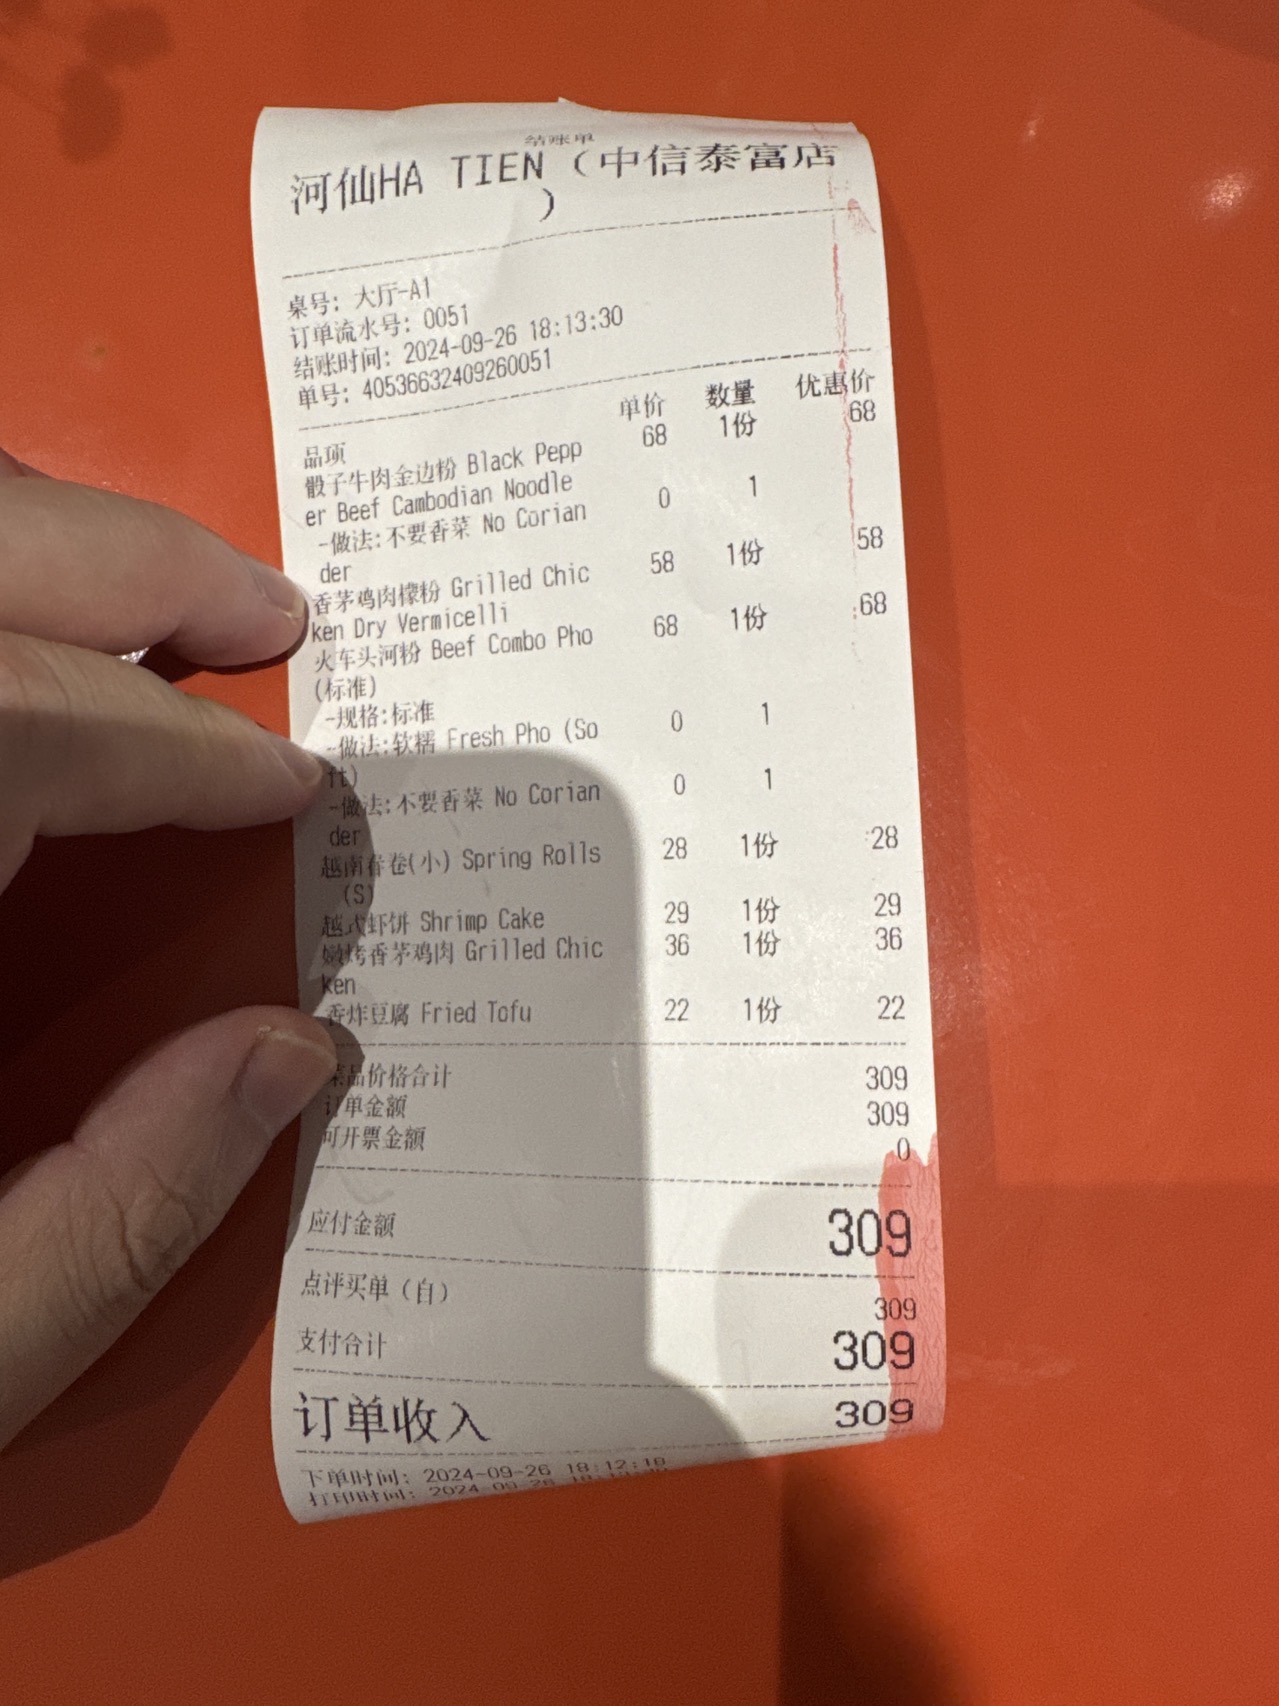 结账单
河仙HA TIEN（中信泰富店
）
桌号: 大厅-A1
订单流水号: 0051
结账时间: 2024-09-26 18:13:30
单号: 40536632409260051
品项 单价 数量 优惠价
骰子牛肉金边粉 Black Pepp 68 1份 68
er Beef Cambodian Noodle
-做法:不要香菜 No Corian 0 1
der
香茅鸡肉檬粉 Grilled Chic 58 1份 58
ken Dry Vermicelli
火车头河粉 Beef Combo Pho 68 1份 68
(标准)
-规格:标准
-做法:软糯 Fresh Pho (So 0 1
ft)
-做法:不要香菜 No Corian 0 1
der
越南春卷(小) Spring Rolls 28 1份 28
(S)
越式虾饼 Shrimp Cake 29 1份 29
嫩烤香茅鸡肉 Grilled Chic 36 1份 36
ken
香炸豆腐 Fried Tofu 22 1份 22
菜品价格合计 309
订单金额 309
可开票金额 0
应付金额 309
点评买单（自） 309
支付合计 309
订单收入 309
下单时间: 2024-09-26 18:12:18
打印时间: 2024-09-26